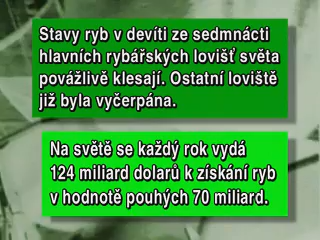 Stavy ryb v devíti ze sedmnácti
hlavních rybářských lovišť světa
povážlivě klesají. Ostatní loviště
již byla vyčerpána.
Na světě se každý rok vydá
124 miliard dolarů k získání ryb
v hodnotě pouhých 70 miliard.